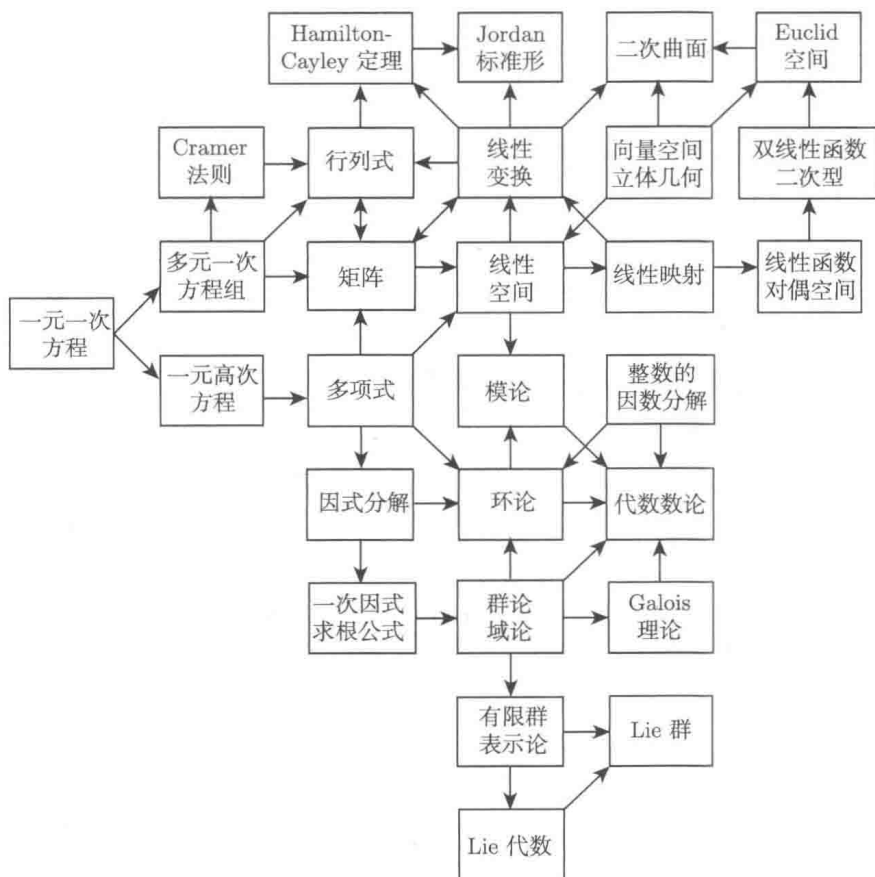 Hamilton-
Cayley 定理
Jordan
标准形
二次曲面
Euclid
空间
Cramer
法则
行列式
线性
变换
向量空间
立体几何
双线性函数
二次型
多元一次
方程组
矩阵
线性
空间
线性映射
线性函数
对偶空间
一元一次
方程
一元高次
方程
多项式
模论
整数的
因数分解
因式分解
环论
代数数论
一次因式
求根公式
群论
域论
Galois
理论
有限群
表示论
Lie 群
Lie 代数